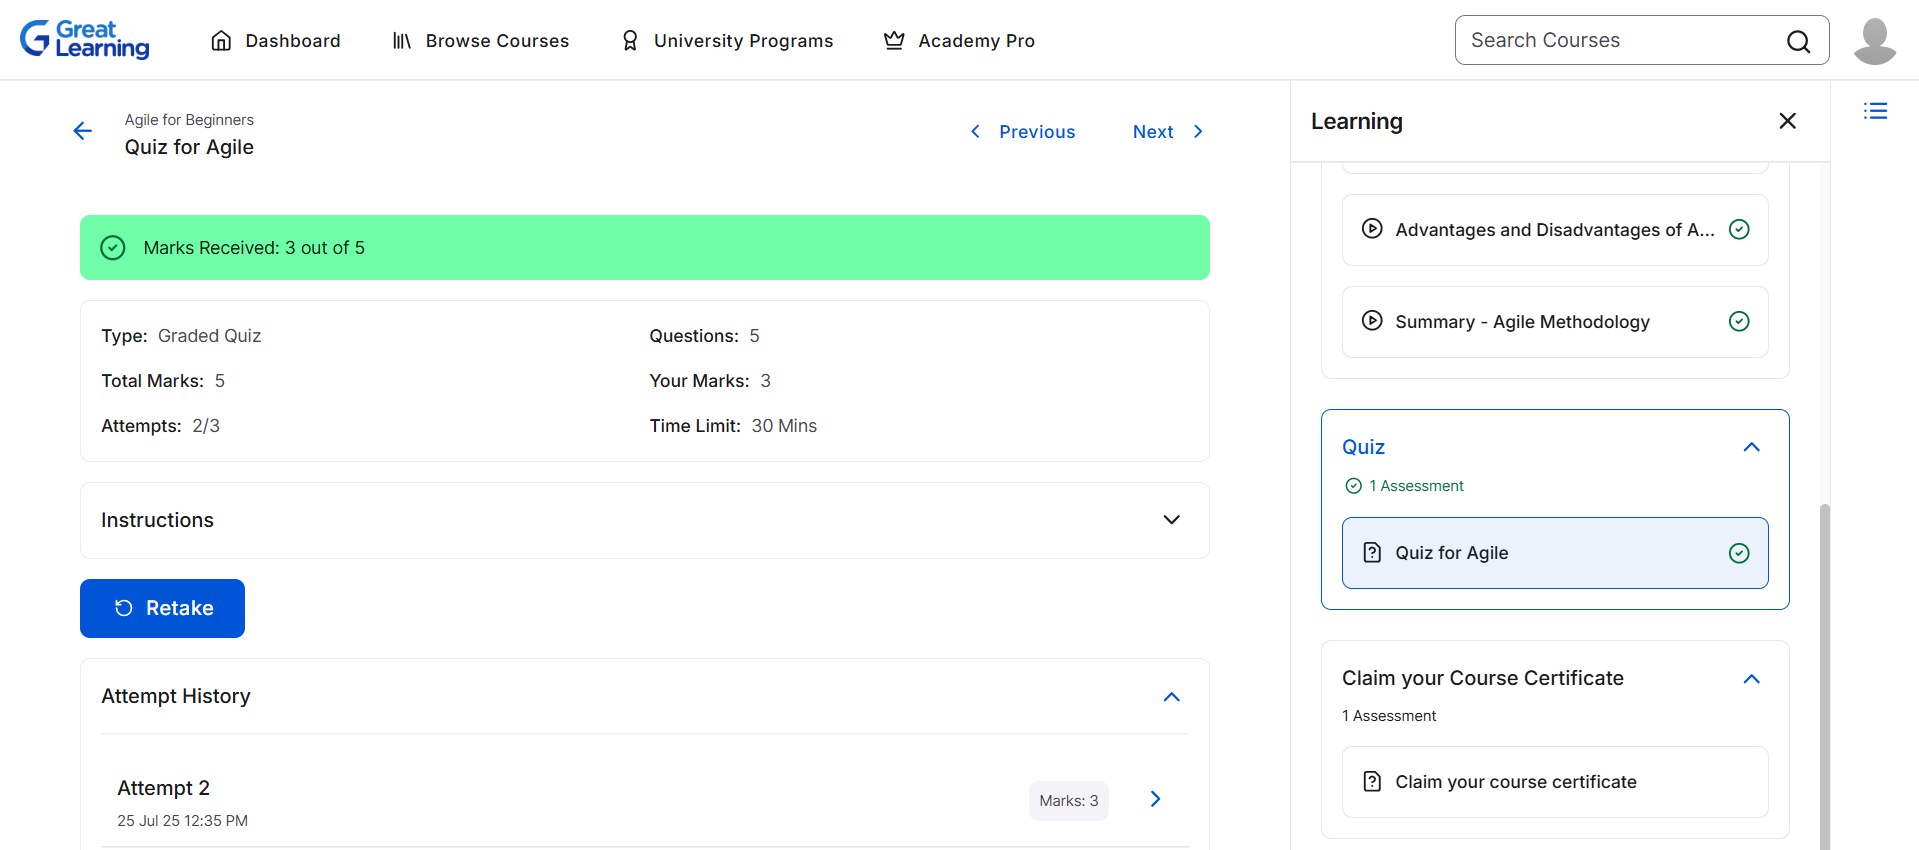 Great
Learning
Dashboard
Browse Courses
University Programs
Academy Pro
Search Courses
Agile for Beginners
Quiz for Agile
Previous
Next
Marks Received: 3 out of 5
Type: Graded Quiz
Questions: 5
Total Marks: 5
Your Marks: 3
Attempts: 2/3
Time Limit: 30 Mins
Instructions
Retake
Attempt History
Attempt 2
25 Jul 25 12:35 PM
Marks: 3
Learning
Advantages and Disadvantages of A...
Summary - Agile Methodology
Quiz
1 Assessment
Quiz for Agile
Claim your Course Certificate
1 Assessment
Claim your course certificate